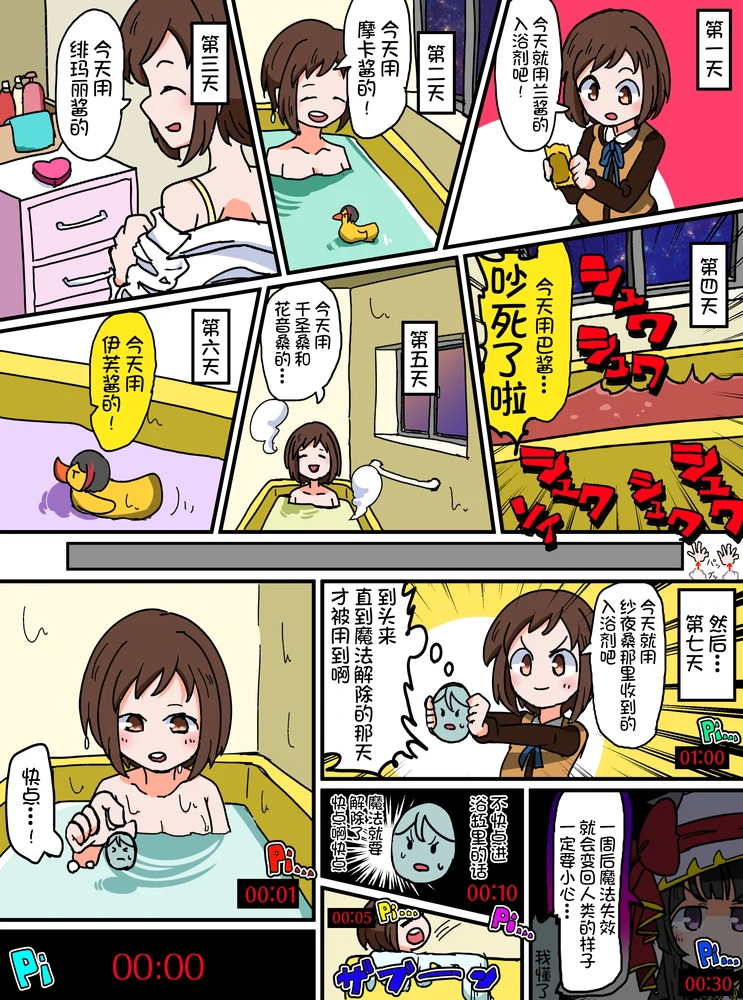 第一天
今天就用兰酱的
入浴剂吧！
第二天
今天用
摩卡酱的！
第三天
今天用
绯玛丽酱的
第四天
今天用巴酱…
吵死了啦
シュワ
シュワ
シュワ
シュワ
シュワ
ソイ
第五天
今天用
千圣桑和
花音桑的…
第六天
今天用
伊芙酱的！
パッ
然后…
第七天
今天就用
纱夜桑那里收到的
入浴剂吧
到头来
直到魔法解除的那天
才被用到啊
Pi…
01:00
一周后魔法失效
就会变回人类的样子
一定要小心…
我懂了
Pi…
00:30
不快点进
浴缸里的话
魔法就要
解除了
快点啊快点
00:10
Pi…
00:05
Pi…
ザブーン
快点…！
Pi…
00:01
Pi
00:00